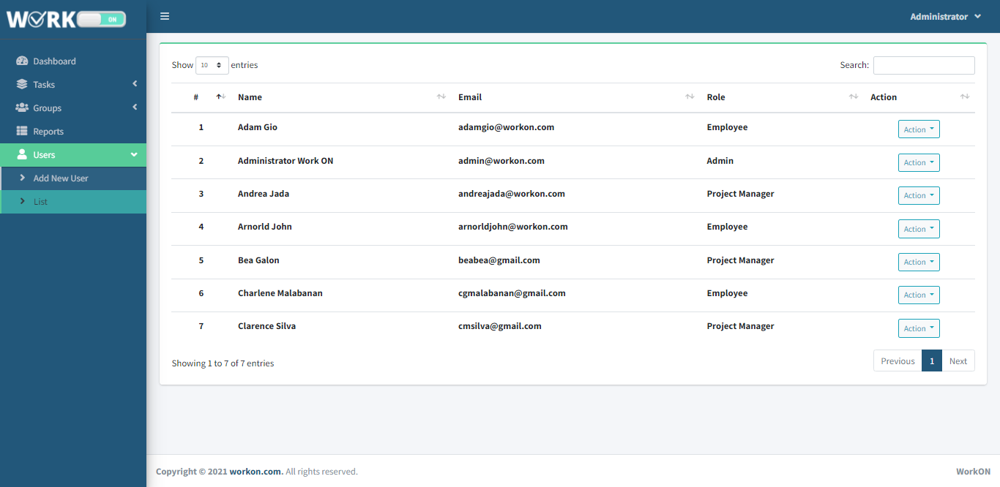 WORK ON
Administrator
Dashboard
Tasks
Groups
Reports
Users
Add New User
List
Show 10 entries
Search:
# Name Email Role Action
1 Adam Gio adamgio@workon.com Employee Action
2 Administrator Work ON admin@workon.com Admin Action
3 Andrea Jada andreajada@workon.com Project Manager Action
4 Arnorld John arnorldjohn@workon.com Employee Action
5 Bea Galon beabea@gmail.com Project Manager Action
6 Charlene Malabanan cgmalabanan@gmail.com Employee Action
7 Clarence Silva cmsilva@gmail.com Project Manager Action
Showing 1 to 7 of 7 entries
Previous 1 Next
Copyright © 2021 workon.com. All rights reserved.
WorkON